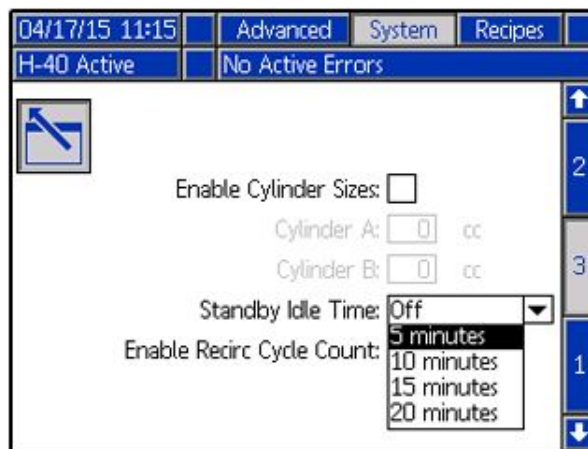 04/17/15 11:15 Advanced System Recipes
H-40 Active No Active Errors
2
Enable Cylinder Sizes:
Cylinder A: 0 cc
3
Cylinder B: 0 cc
Standby Idle Time: Off
5 minutes
Enable Recirc Cycle Count:
10 minutes
1
15 minutes
20 minutes